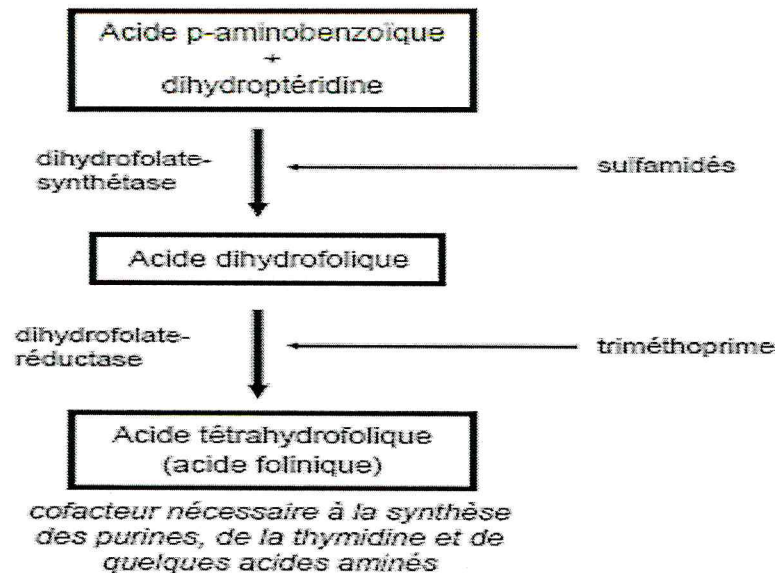 Acide p-aminobenzoïque
+
dihydroptéridine
dihydrofolate-
synthétase
sulfamidés
Acide dihydrofolique
dihydrofolate-
réductase
triméthoprime
Acide tétrahydrofolique
(acide folinique)
cofacteur nécessaire à la synthèse
des purines, de la thymidine et de
quelques acides aminés